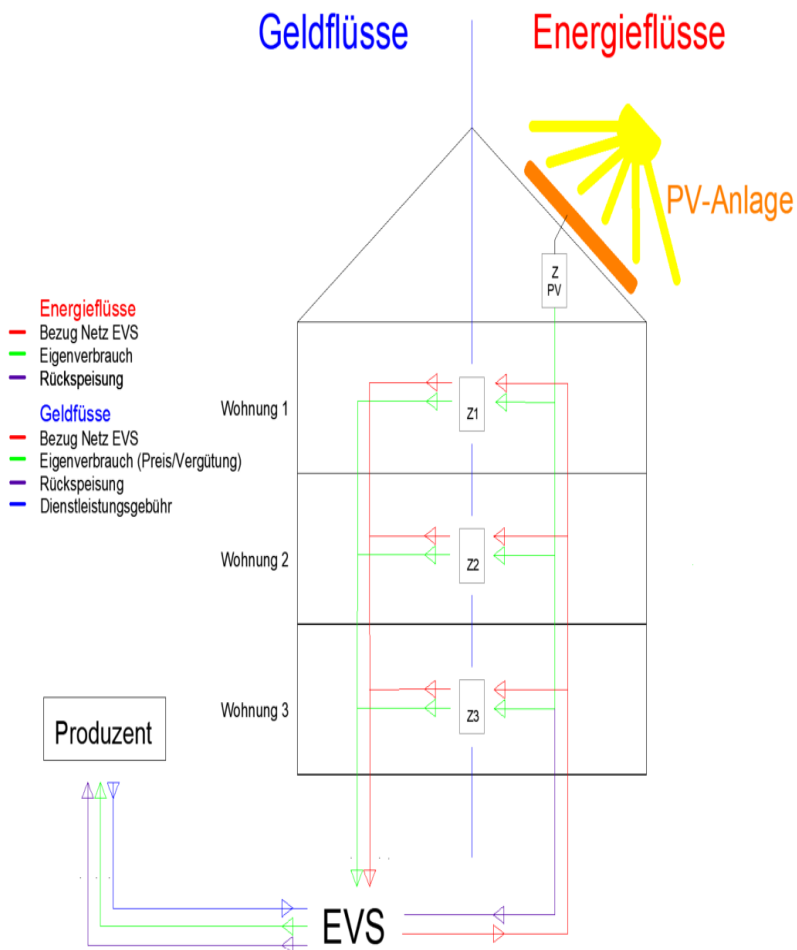 Geldflüsse
Energieflüsse
PV-Anlage
Z
PV
Energieflüsse
Bezug Netz EVS
Eigenverbrauch
Rückspeisung
Geldfüsse
Bezug Netz EVS
Eigenverbrauch (Preis/Vergütung)
Rückspeisung
Dienstleistungsgebühr
Wohnung 1
Z1
Wohnung 2
Z2
Wohnung 3
Z3
Produzent
EVS